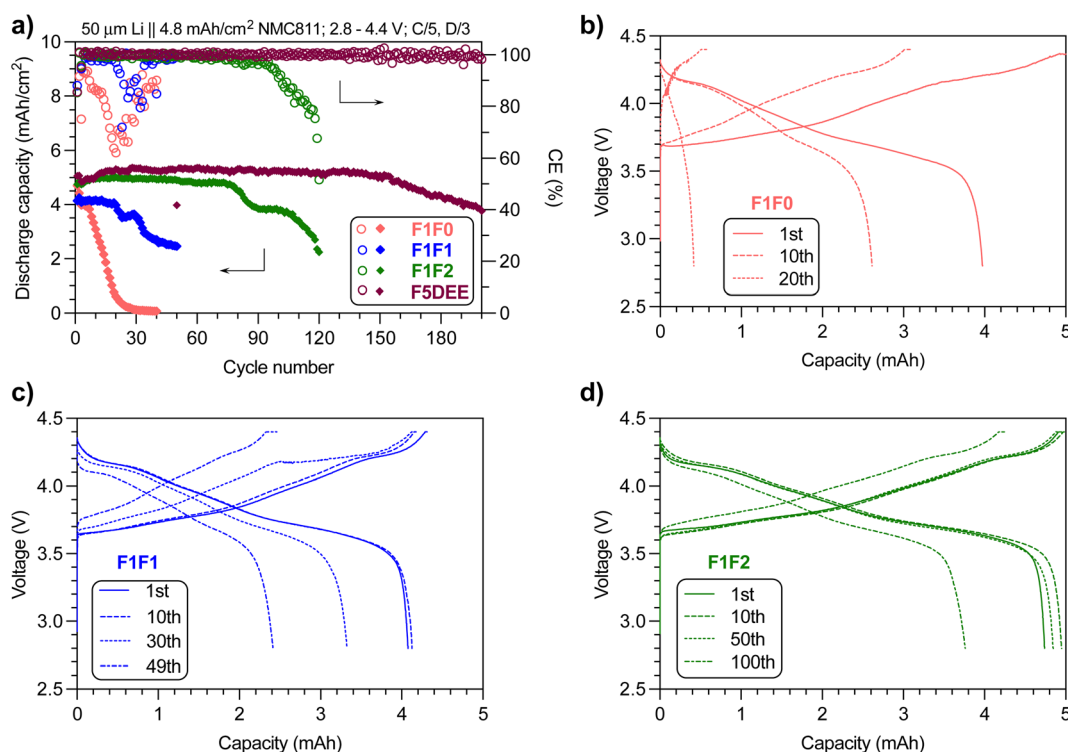 a)
50 μm Li || 4.8 mAh/cm² NMC811; 2.8 - 4.4 V; C/5, D/3
10
8
6
4
2
0
Discharge capacity (mAh/cm²)
100
80
60
40
20
0
CE (%)
F1F0
F1F1
F1F2
F5DEE
0 30 60 90 120 150 180
Cycle number
b)
4.5
4.0
3.5
3.0
2.5
Voltage (V)
F1F0
1st
10th
20th
0 1 2 3 4 5
Capacity (mAh)
c)
4.5
4.0
3.5
3.0
2.5
Voltage (V)
F1F1
1st
10th
30th
49th
0 1 2 3 4 5
Capacity (mAh)
d)
4.5
4.0
3.5
3.0
2.5
Voltage (V)
F1F2
1st
10th
50th
100th
0 1 2 3 4 5
Capacity (mAh)